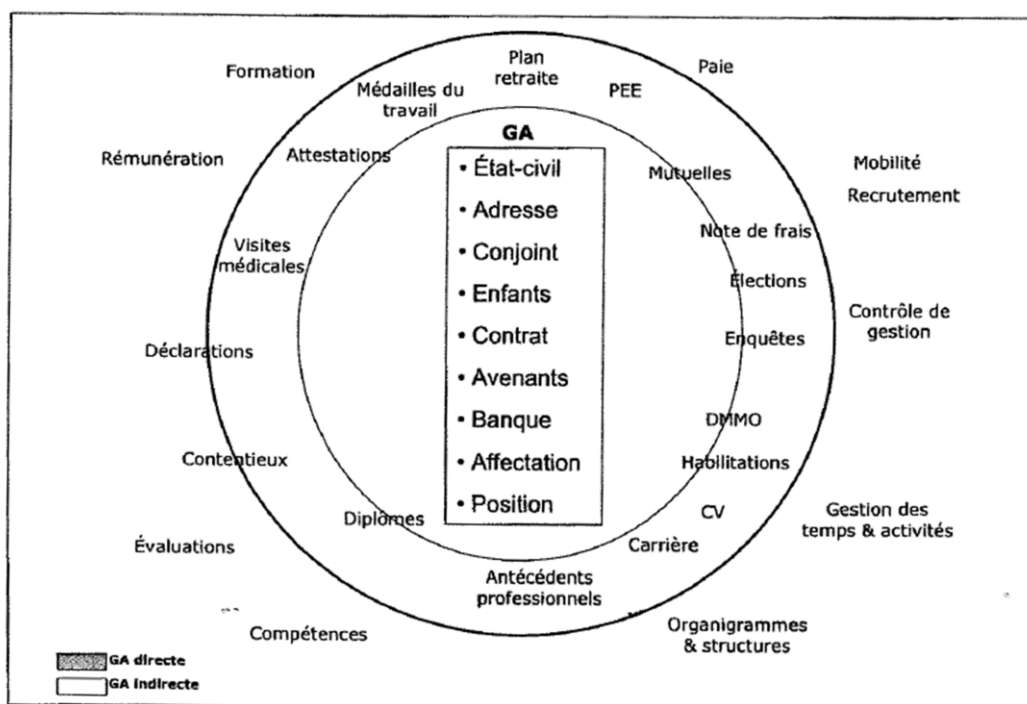 Formation
Plan
retraite
Paie
Médailles du
travail
PEE
GA
Rémunération
Attestations
Mutuelles
Mobilité
Recrutement
• État-civil
• Adresse
• Conjoint
• Enfants
• Contrat
• Avenants
• Banque
• Affectation
• Position
Visites
médicales
Note de frais
Élections
Contrôle de
gestion
Enquêtes
Déclarations
DMMO
Contentieux
Habilitations
Diplômes
CV
Gestion des
temps & activités
Évaluations
Carrière
Antécédents
professionnels
Compétences
Organigrammes
& structures
GA directe
GA indirecte